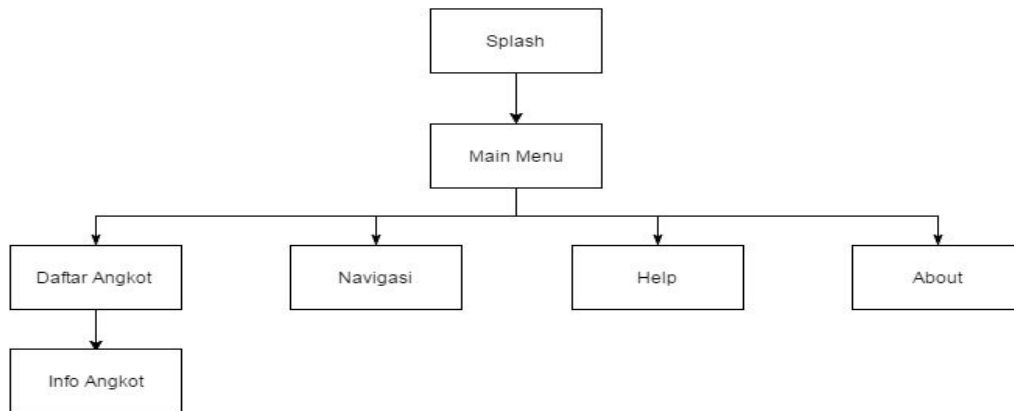 Splash
Main Menu
Daftar Angkot
Navigasi
Help
About
Info Angkot